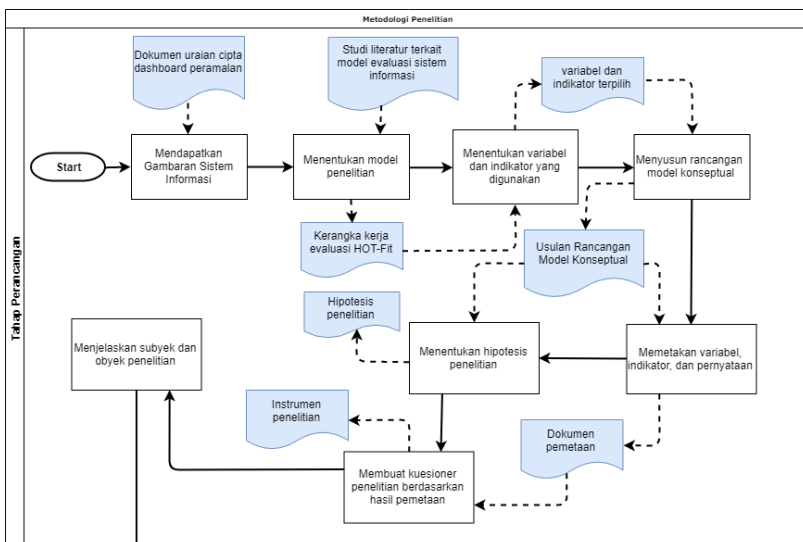 Metodologi Penelitian
Tahap Perancangan
Dokumen uraian cipta
dashboard peramalan
Studi literatur terkait
model evaluasi sistem
informasi
variabel dan
indikator terpilih
Start
Mendapatkan
Gambaran Sistem
Informasi
Menentukan model
penelitian
Menentukan variabel
dan indikator yang
digunakan
Menyusun rancangan
model konseptual
Kerangka kerja
evaluasi HOT-Fit
Usulan Rancangan
Model Konseptual
Hipotesis
penelitian
Menjelaskan subyek dan
obyek penelitian
Menentukan hipotesis
penelitian
Memetakan variabel,
indikator, dan pernyataan
Instrumen
penelitian
Dokumen
pemetaan
Membuat kuesioner
penelitian berdasarkan
hasil pemetaan